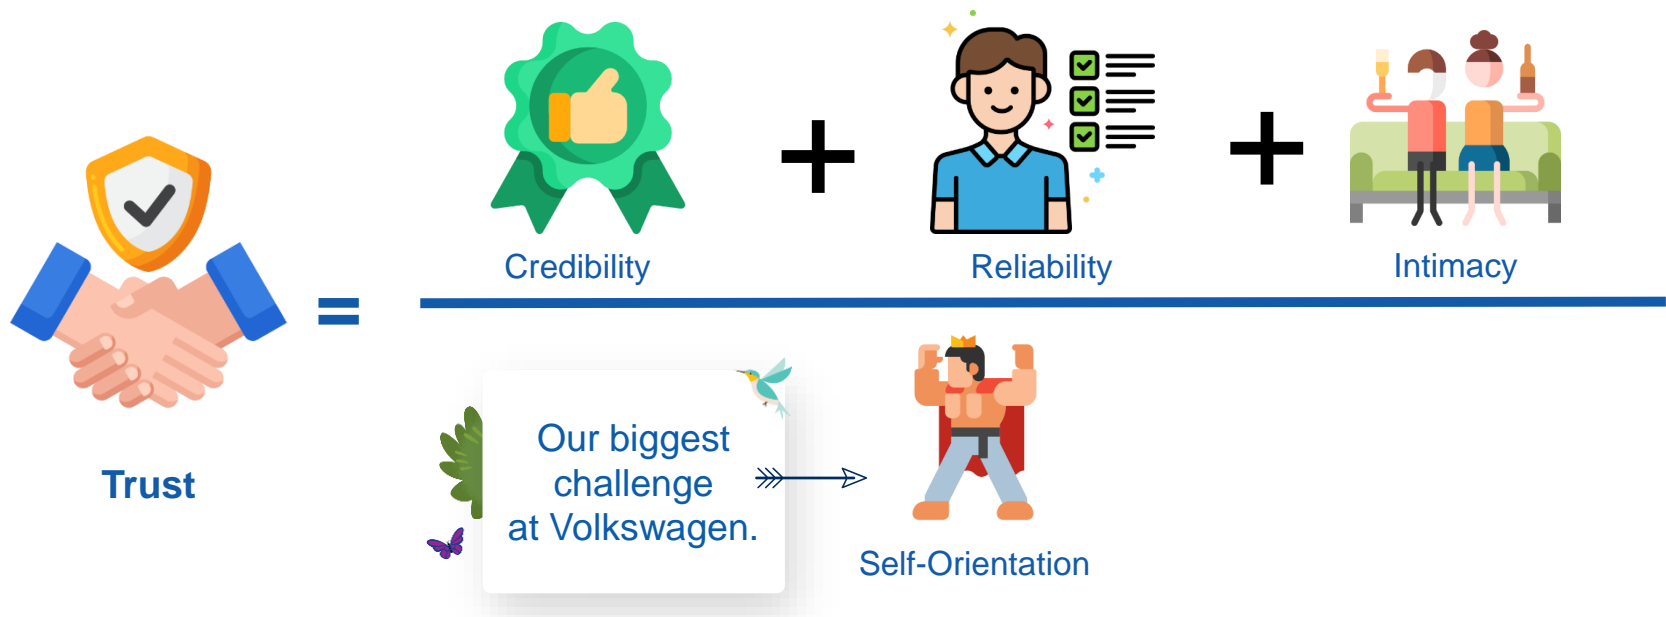 Credibility
+
Reliability
+
Intimacy
=
Trust
Our biggest
challenge
at Volkswagen.
Self-Orientation